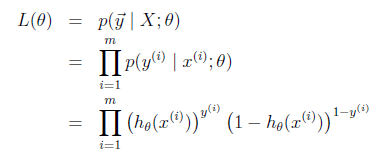 L(θ) = p(y⃗ | X; θ)
= ∏_{i=1}^{m} p(y^{(i)} | x^{(i)}; θ)
= ∏_{i=1}^{m} (h_θ(x^{(i)}))^{y^{(i)}} (1 − h_θ(x^{(i)}))^{1−y^{(i)}}